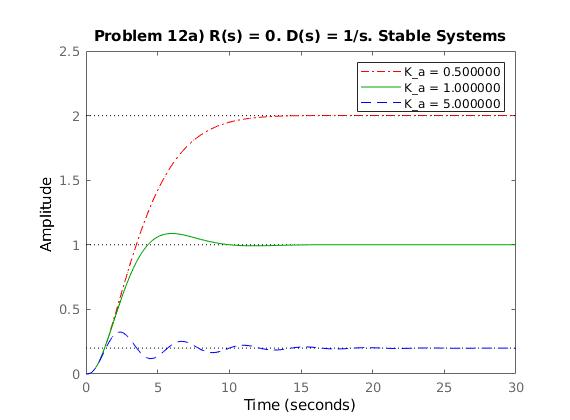 Problem 12a) R(s) = 0. D(s) = 1/s. Stable Systems
2.5
K_a = 0.500000
K_a = 1.000000
K_a = 5.000000
2
1.5
Amplitude
1
0.5
0
0 5 10 15 20 25 30
Time (seconds)